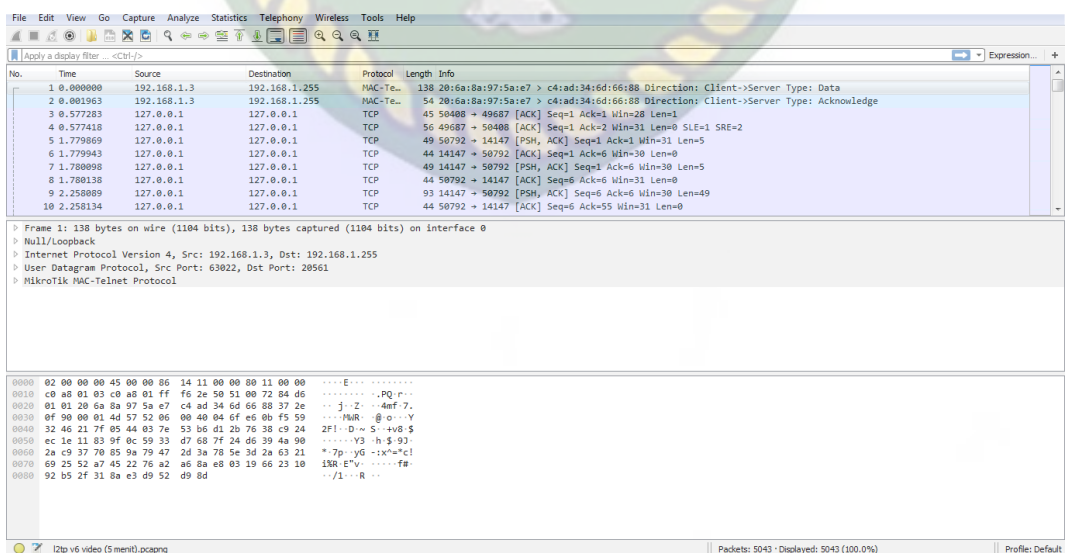 File Edit View Go Capture Analyze Statistics Telephony Wireless Tools Help
Apply a display filter ... <Ctrl-/> Expression... +
No. Time Source Destination Protocol Length Info
1 0.000000 192.168.1.3 192.168.1.255 MAC-Te... 138 20:6a:8a:97:5a:e7 > c4:ad:34:6d:66:88 Direction: Client->Server Type: Data
2 0.001963 192.168.1.3 192.168.1.255 MAC-Te... 54 20:6a:8a:97:5a:e7 > c4:ad:34:6d:66:88 Direction: Client->Server Type: Acknowledge
3 0.577283 127.0.0.1 127.0.0.1 TCP 45 50408 → 49687 [ACK] Seq=1 Ack=1 Win=28 Len=1
4 0.577418 127.0.0.1 127.0.0.1 TCP 56 49687 → 50408 [ACK] Seq=1 Ack=2 Win=31 Len=0 SLE=1 SRE=2
5 1.779869 127.0.0.1 127.0.0.1 TCP 49 50792 → 14147 [PSH, ACK] Seq=1 Ack=1 Win=31 Len=5
6 1.779943 127.0.0.1 127.0.0.1 TCP 44 14147 → 50792 [ACK] Seq=1 Ack=6 Win=30 Len=0
7 1.780098 127.0.0.1 127.0.0.1 TCP 49 14147 → 50792 [PSH, ACK] Seq=1 Ack=6 Win=30 Len=5
8 1.780138 127.0.0.1 127.0.0.1 TCP 44 50792 → 14147 [ACK] Seq=6 Ack=6 Win=31 Len=0
9 2.258089 127.0.0.1 127.0.0.1 TCP 93 14147 → 50792 [PSH, ACK] Seq=6 Ack=6 Win=30 Len=49
10 2.258134 127.0.0.1 127.0.0.1 TCP 44 50792 → 14147 [ACK] Seq=6 Ack=55 Win=31 Len=0
Frame 1: 138 bytes on wire (1104 bits), 138 bytes captured (1104 bits) on interface 0
Null/Loopback
Internet Protocol Version 4, Src: 192.168.1.3, Dst: 192.168.1.255
User Datagram Protocol, Src Port: 63022, Dst Port: 20561
MikroTik MAC-Telnet Protocol
0000 02 00 00 00 45 00 00 86 14 11 00 00 80 11 00 00 ····E··· ········
0010 c0 a8 01 03 c0 a8 01 ff f6 2e 50 51 00 72 84 d6 ········ ·.PQ·r··
0020 01 01 20 6a 8a 97 5a e7 c4 ad 34 6d 66 88 37 2e ·· j··Z· ··4mf·7.
0030 0f 90 00 01 4d 57 52 06 00 40 04 6f e6 0b f5 59 ····MWR· ·@·o···Y
0040 32 46 21 7f 05 44 03 7e 53 b6 d1 2b 76 38 c9 24 2F!··D·~ S··+v8·$
0050 ec 1e 11 83 9f 0c 59 33 d7 68 7f 24 d6 39 4a 90 ······Y3 ·h·$·9J·
0060 2a c9 37 70 85 9a 79 47 2d 3a 78 5e 3d 2a 63 21 *·7p··yG -:x^=*c!
0070 69 25 52 a7 45 22 76 a2 a6 8a e8 03 19 66 23 10 i%R·E"v· ·····f#·
0080 92 b5 2f 31 8a e3 d9 52 d9 8d ··/1···R ··
l2tp v6 video (5 menit).pcapng Packets: 5043 · Displayed: 5043 (100.0%) Profile: Default